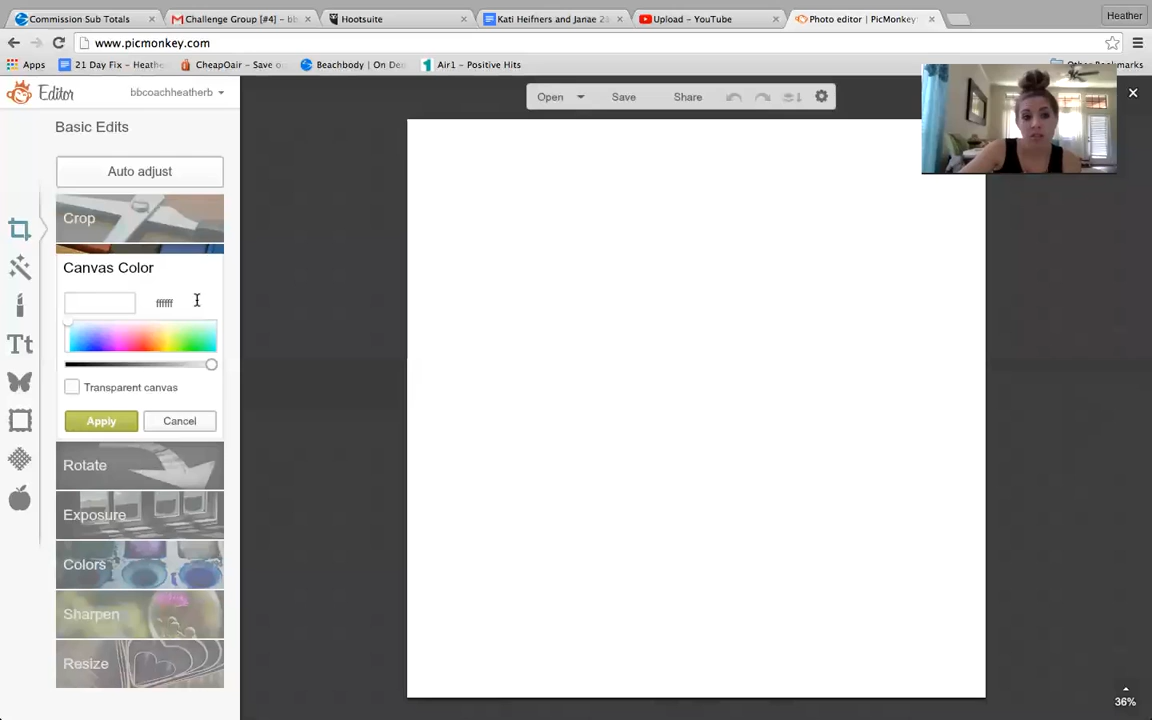 Commission Sub Totals
Challenge Group [#4] - bb
Hootsuite
Kati Heifners and Janae 2
Upload - YouTube
Photo editor | PicMonkey
Heather
www.picmonkey.com
Apps
21 Day Fix - Heath
CheapOair - Save o
Beachbody | On De
Air1 - Positive Hits
Other Bookmarks
Editor
bbcoachheatherb
Open
Save
Share
Basic Edits
Auto adjust
Crop
Canvas Color
ffffff
Transparent canvas
Apply
Cancel
Rotate
Exposure
Colors
Sharpen
Resize
Tt
36%